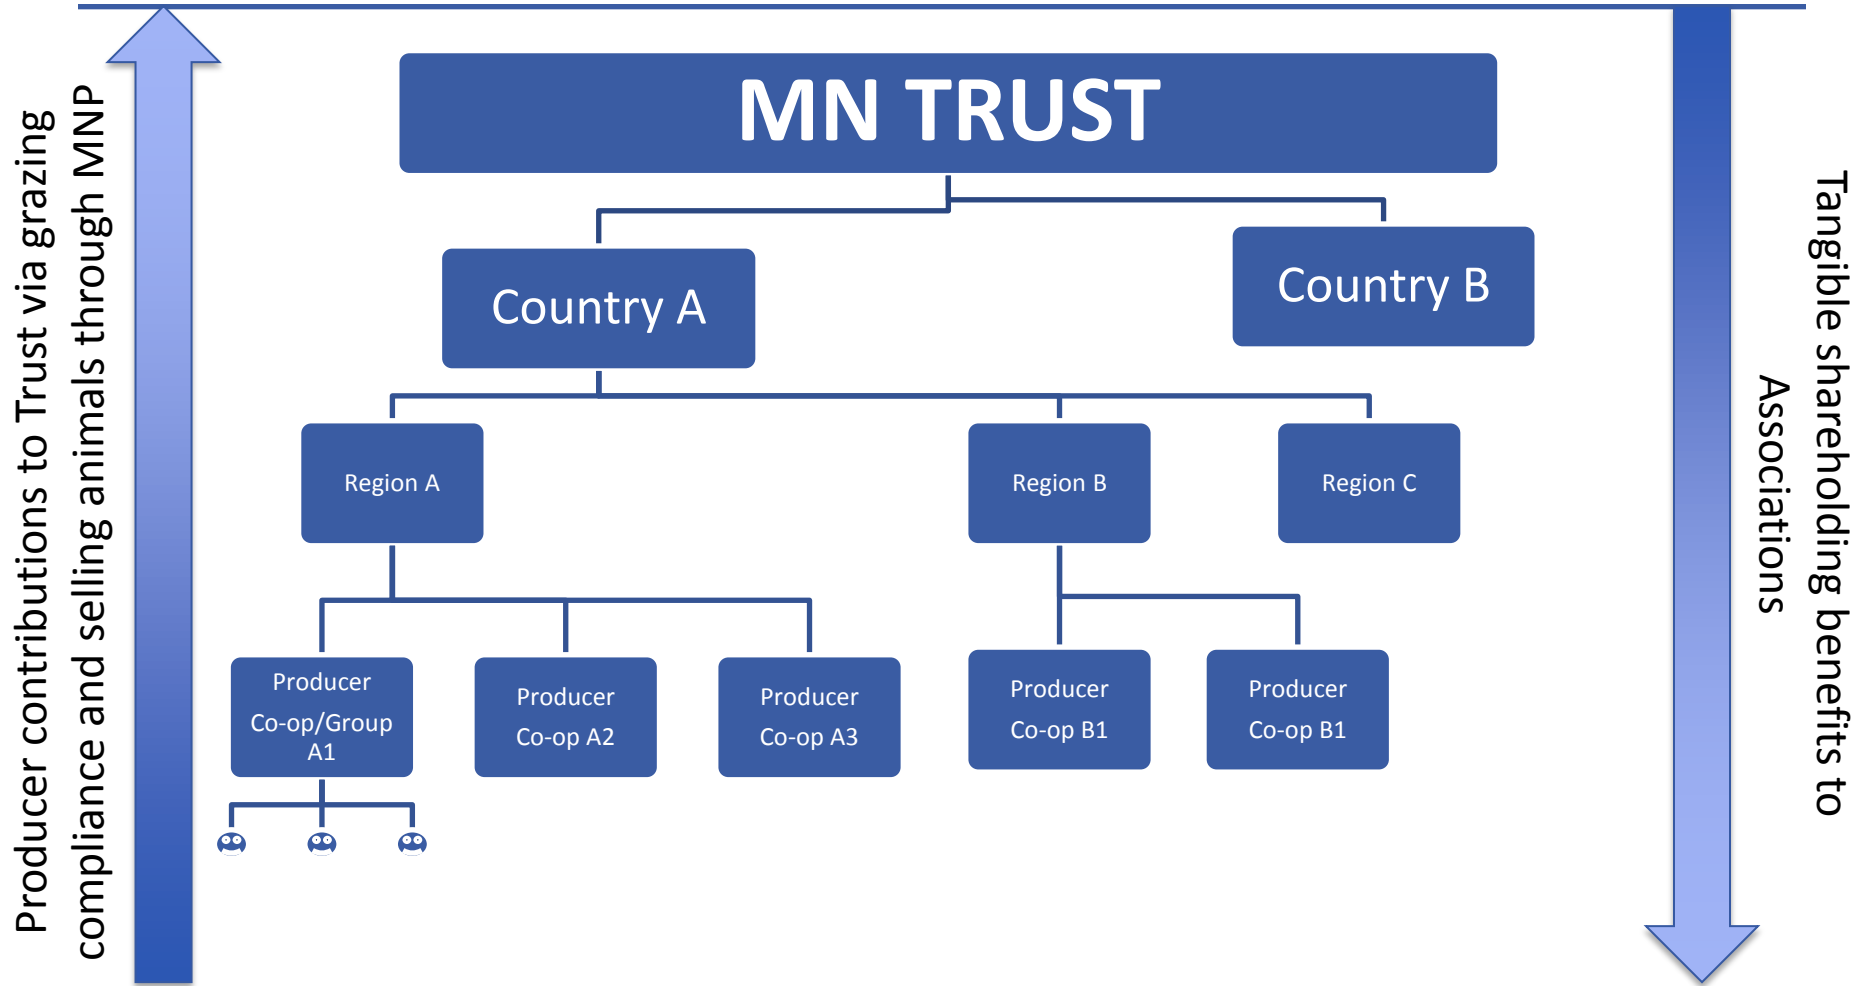 Producer contributions to Trust via grazing
compliance and selling animals through MNP
MN TRUST
Country A
Country B
Region A
Region B
Region C
Producer
Co-op/Group
A1
Producer
Co-op A2
Producer
Co-op A3
Producer
Co-op B1
Producer
Co-op B1
Tangible shareholding benefits to
Associations